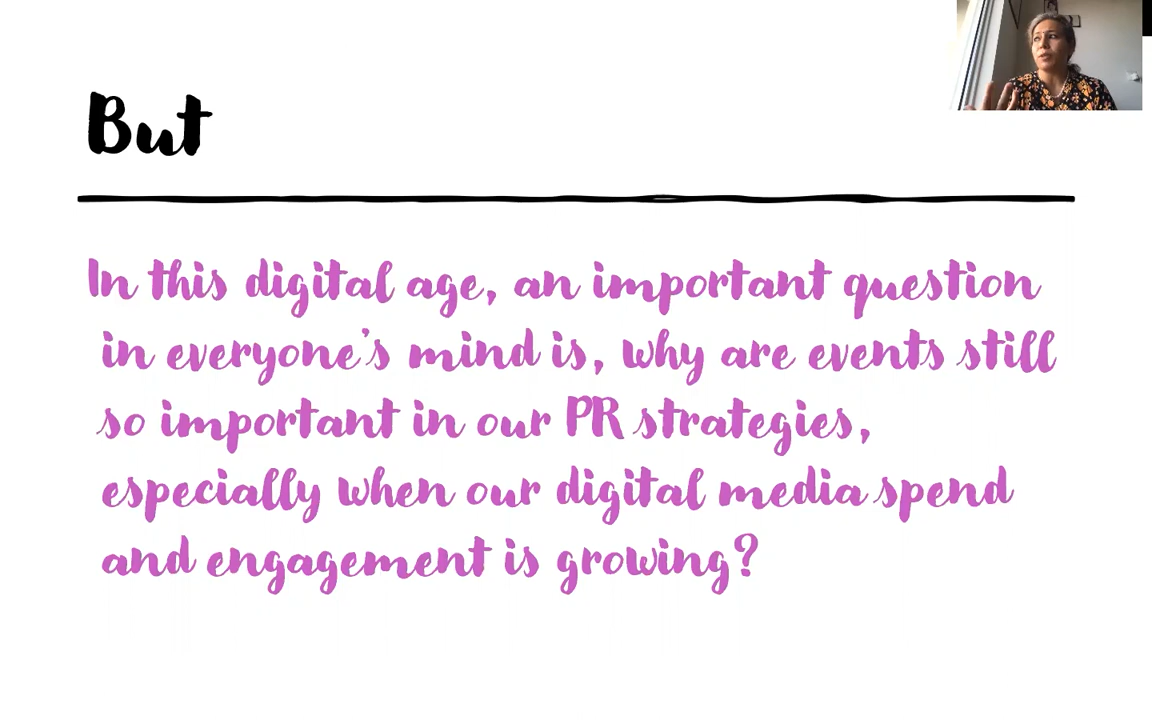 But
In this digital age, an important question
in everyone's mind is, why are events still
so important in our PR strategies,
especially when our digital media spend
and engagement is growing?